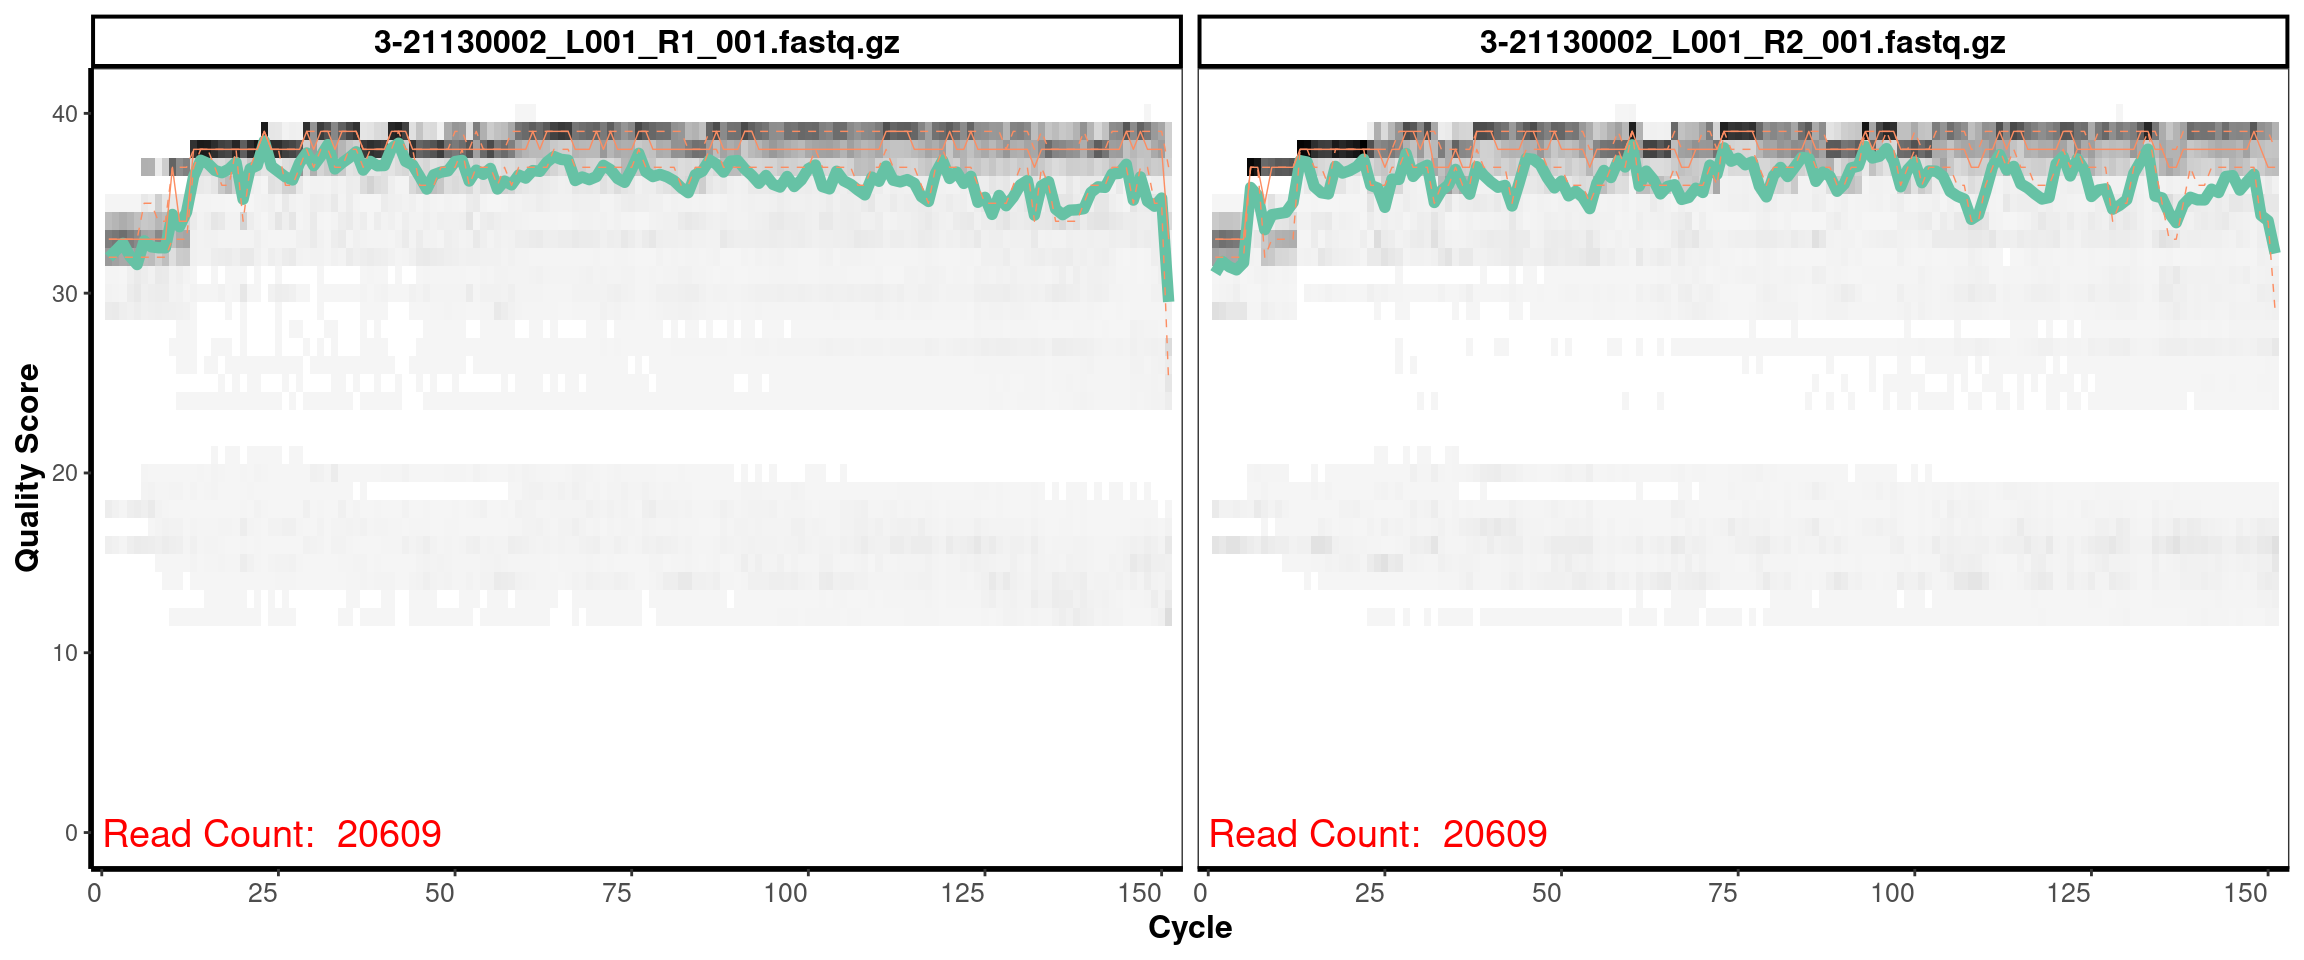 3-21130002_L001_R1_001.fastq.gz
3-21130002_L001_R2_001.fastq.gz
Quality Score
40
30
20
10
0
Read Count: 20609
Read Count: 20609
0 25 50 75 100 125 150
0 25 50 75 100 125 150
Cycle